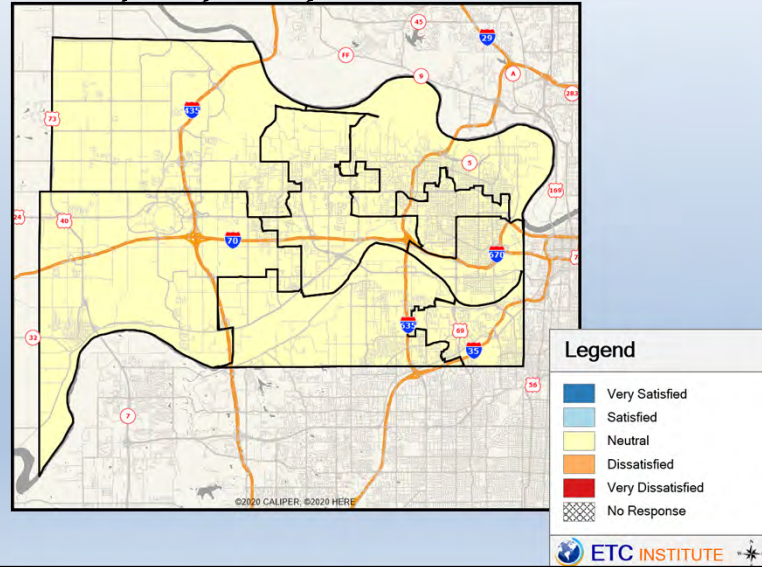 45
29
FF
A
9
283
435
73
5
169
24
40
70
670
32
635
69
35
56
7
©2020 CALIPER; ©2020 HERE
Legend
Very Satisfied
Satisfied
Neutral
Dissatisfied
Very Dissatisfied
No Response
ETC INSTITUTE